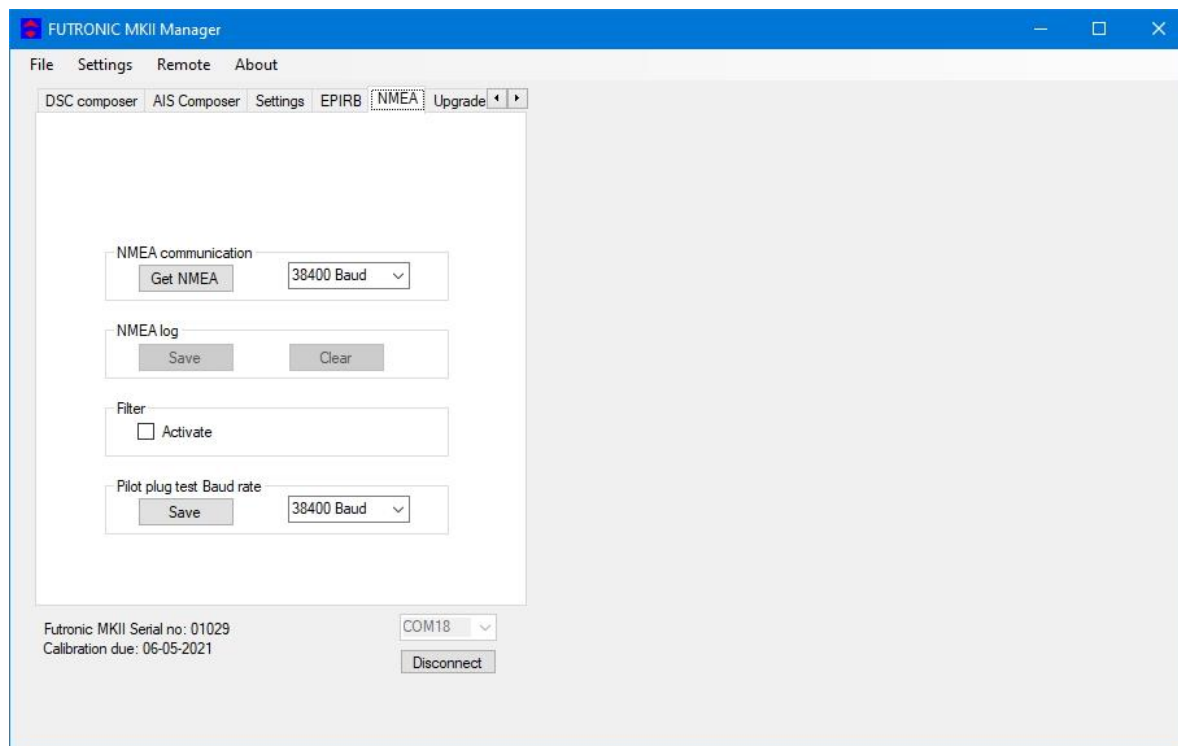 FUTRONIC MKII Manager
File Settings Remote About
DSC composer AIS Composer Settings EPIRB NMEA Upgrade
NMEA communication
Get NMEA 38400 Baud
NMEA log
Save Clear
Filter
Activate
Pilot plug test Baud rate
Save 38400 Baud
Futronic MKII Serial no: 01029 COM18
Calibration due: 06-05-2021
Disconnect